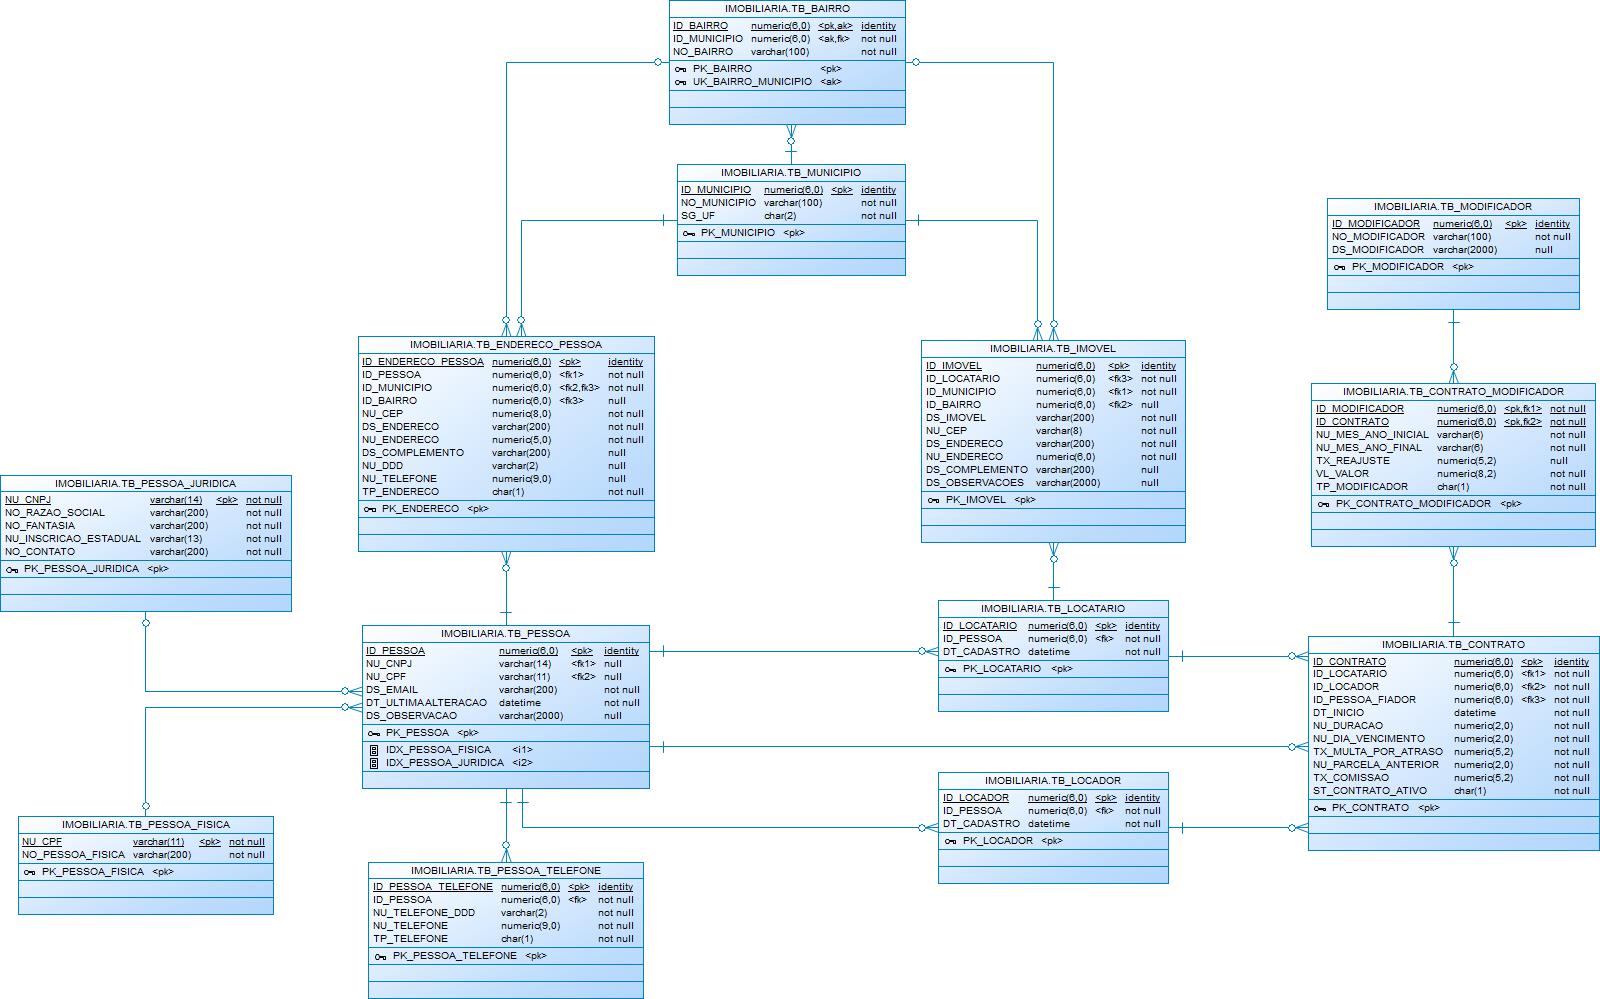 IMOBILIARIA.TB_BAIRRO
ID_BAIRRO numeric(6,0) <pk,ak> identity
ID_MUNICIPIO numeric(6,0) <ak,fk> not null
NO_BAIRRO varchar(100) not null
PK_BAIRRO <pk>
UK_BAIRRO_MUNICIPIO <ak>
IMOBILIARIA.TB_MUNICIPIO
ID_MUNICIPIO numeric(6,0) <pk> identity
NO_MUNICIPIO varchar(100) not null
SG_UF char(2) not null
PK_MUNICIPIO <pk>
IMOBILIARIA.TB_MODIFICADOR
ID_MODIFICADOR numeric(6,0) <pk> identity
NO_MODIFICADOR varchar(100) not null
DS_MODIFICADOR varchar(2000) null
PK_MODIFICADOR <pk>
IMOBILIARIA.TB_ENDERECO_PESSOA
ID_ENDERECO_PESSOA numeric(6,0) <pk> identity
ID_PESSOA numeric(6,0) <fk1> not null
ID_MUNICIPIO numeric(6,0) <fk2,fk3> not null
ID_BAIRRO numeric(6,0) <fk3> null
NU_CEP numeric(8,0) not null
DS_ENDERECO varchar(200) not null
NU_ENDERECO numeric(5,0) not null
DS_COMPLEMENTO varchar(200) null
NU_DDD varchar(2) null
NU_TELEFONE numeric(9,0) null
TP_ENDERECO char(1) not null
PK_ENDERECO <pk>
IMOBILIARIA.TB_IMOVEL
ID_IMOVEL numeric(6,0) <pk> identity
ID_LOCATARIO numeric(6,0) <fk3> not null
ID_MUNICIPIO numeric(6,0) <fk1> not null
ID_BAIRRO numeric(6,0) <fk2> null
DS_IMOVEL varchar(200) not null
NU_CEP varchar(8) not null
DS_ENDERECO varchar(200) not null
NU_ENDERECO numeric(6,0) not null
DS_COMPLEMENTO varchar(200) null
DS_OBSERVACOES varchar(2000) null
PK_IMOVEL <pk>
IMOBILIARIA.TB_CONTRATO_MODIFICADOR
ID_MODIFICADOR numeric(6,0) <pk,fk1> not null
ID_CONTRATO numeric(6,0) <pk,fk2> not null
NU_MES_ANO_INICIAL varchar(6) not null
NU_MES_ANO_FINAL varchar(6) not null
TX_REAJUSTE numeric(5,2) null
VL_VALOR numeric(8,2) not null
TP_MODIFICADOR char(1) not null
PK_CONTRATO_MODIFICADOR <pk>
IMOBILIARIA.TB_PESSOA_JURIDICA
NU_CNPJ varchar(14) <pk> not null
NO_RAZAO_SOCIAL varchar(200) not null
NO_FANTASIA varchar(200) not null
NU_INSCRICAO_ESTADUAL varchar(13) not null
NO_CONTATO varchar(200) not null
PK_PESSOA_JURIDICA <pk>
IMOBILIARIA.TB_PESSOA
ID_PESSOA numeric(6,0) <pk> identity
NU_CNPJ varchar(14) <fk1> null
NU_CPF varchar(11) <fk2> null
DS_EMAIL varchar(200) not null
DT_ULTIMAALTERACAO datetime not null
DS_OBSERVACAO varchar(2000) null
PK_PESSOA <pk>
IDX_PESSOA_FISICA <i1>
IDX_PESSOA_JURIDICA <i2>
IMOBILIARIA.TB_LOCATARIO
ID_LOCATARIO numeric(6,0) <pk> identity
ID_PESSOA numeric(6,0) <fk> not null
DT_CADASTRO datetime not null
PK_LOCATARIO <pk>
IMOBILIARIA.TB_CONTRATO
ID_CONTRATO numeric(6,0) <pk> identity
ID_LOCATARIO numeric(6,0) <fk1> not null
ID_LOCADOR numeric(6,0) <fk2> not null
ID_PESSOA_FIADOR numeric(6,0) <fk3> not null
DT_INICIO datetime not null
NU_DURACAO numeric(2,0) not null
NU_DIA_VENCIMENTO numeric(2,0) not null
TX_MULTA_POR_ATRASO numeric(5,2) not null
NU_PARCELA_ANTERIOR numeric(2,0) not null
TX_COMISSAO numeric(5,2) not null
ST_CONTRATO_ATIVO char(1) not null
PK_CONTRATO <pk>
IMOBILIARIA.TB_LOCADOR
ID_LOCADOR numeric(6,0) <pk> identity
ID_PESSOA numeric(6,0) <fk> not null
DT_CADASTRO datetime not null
PK_LOCADOR <pk>
IMOBILIARIA.TB_PESSOA_FISICA
NU_CPF varchar(11) <pk> not null
NO_PESSOA_FISICA varchar(200) not null
PK_PESSOA_FISICA <pk>
IMOBILIARIA.TB_PESSOA_TELEFONE
ID_PESSOA_TELEFONE numeric(6,0) <pk> identity
ID_PESSOA numeric(6,0) <fk> not null
NU_TELEFONE_DDD varchar(2) not null
NU_TELEFONE numeric(9,0) not null
TP_TELEFONE char(1) not null
PK_PESSOA_TELEFONE <pk>